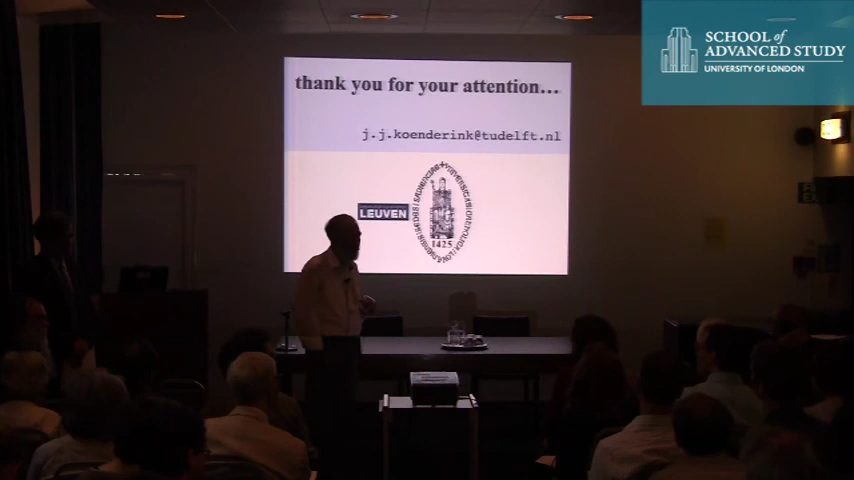 SCHOOL of
ADVANCED STUDY
UNIVERSITY OF LONDON
thank you for your attention...
j.j.koenderink@tudelft.nl
LEUVEN
1425